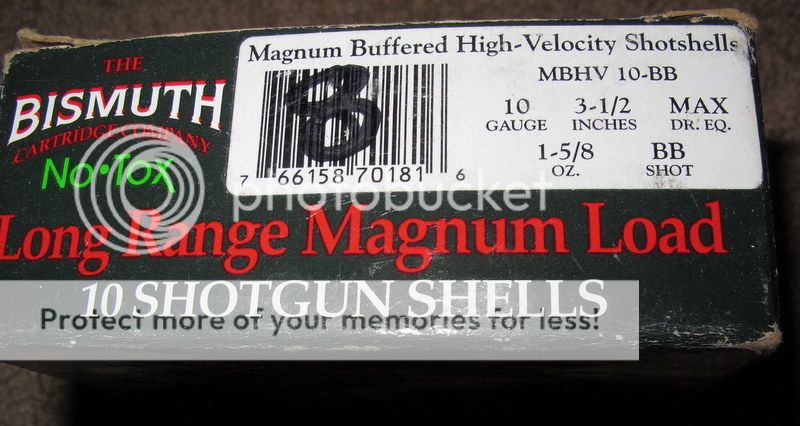 THE
BISMUTH
CARTRIDGE COMPANY
No•Tox
Magnum Buffered High-Velocity Shotshells
MBHV 10-BB
10 3-1/2 MAX
GAUGE INCHES DR. EQ.
1-5/8 BB
OZ. SHOT
8
7 66158 70181 6
photobucket
Long Range Magnum Load
10 SHOTGUN SHELLS
Protect more of your memories for less!